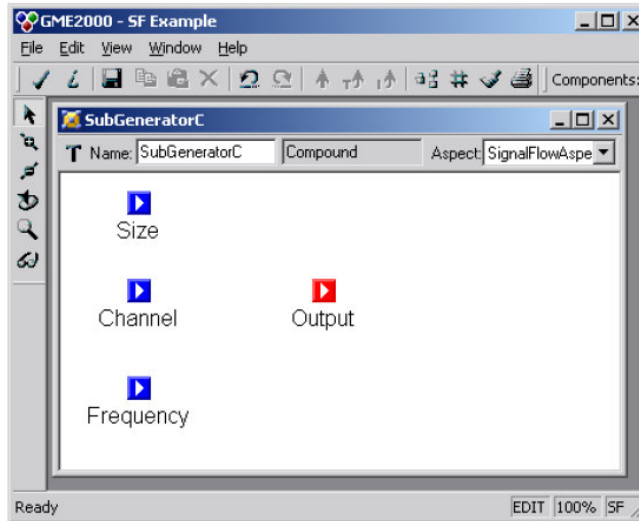 GME2000 - SF Example
File Edit View Window Help
Components:
SubGeneratorC
T Name: SubGeneratorC Compound Aspect: SignalFlowAspe
Size
Channel Output
Frequency
Ready EDIT 100% SF